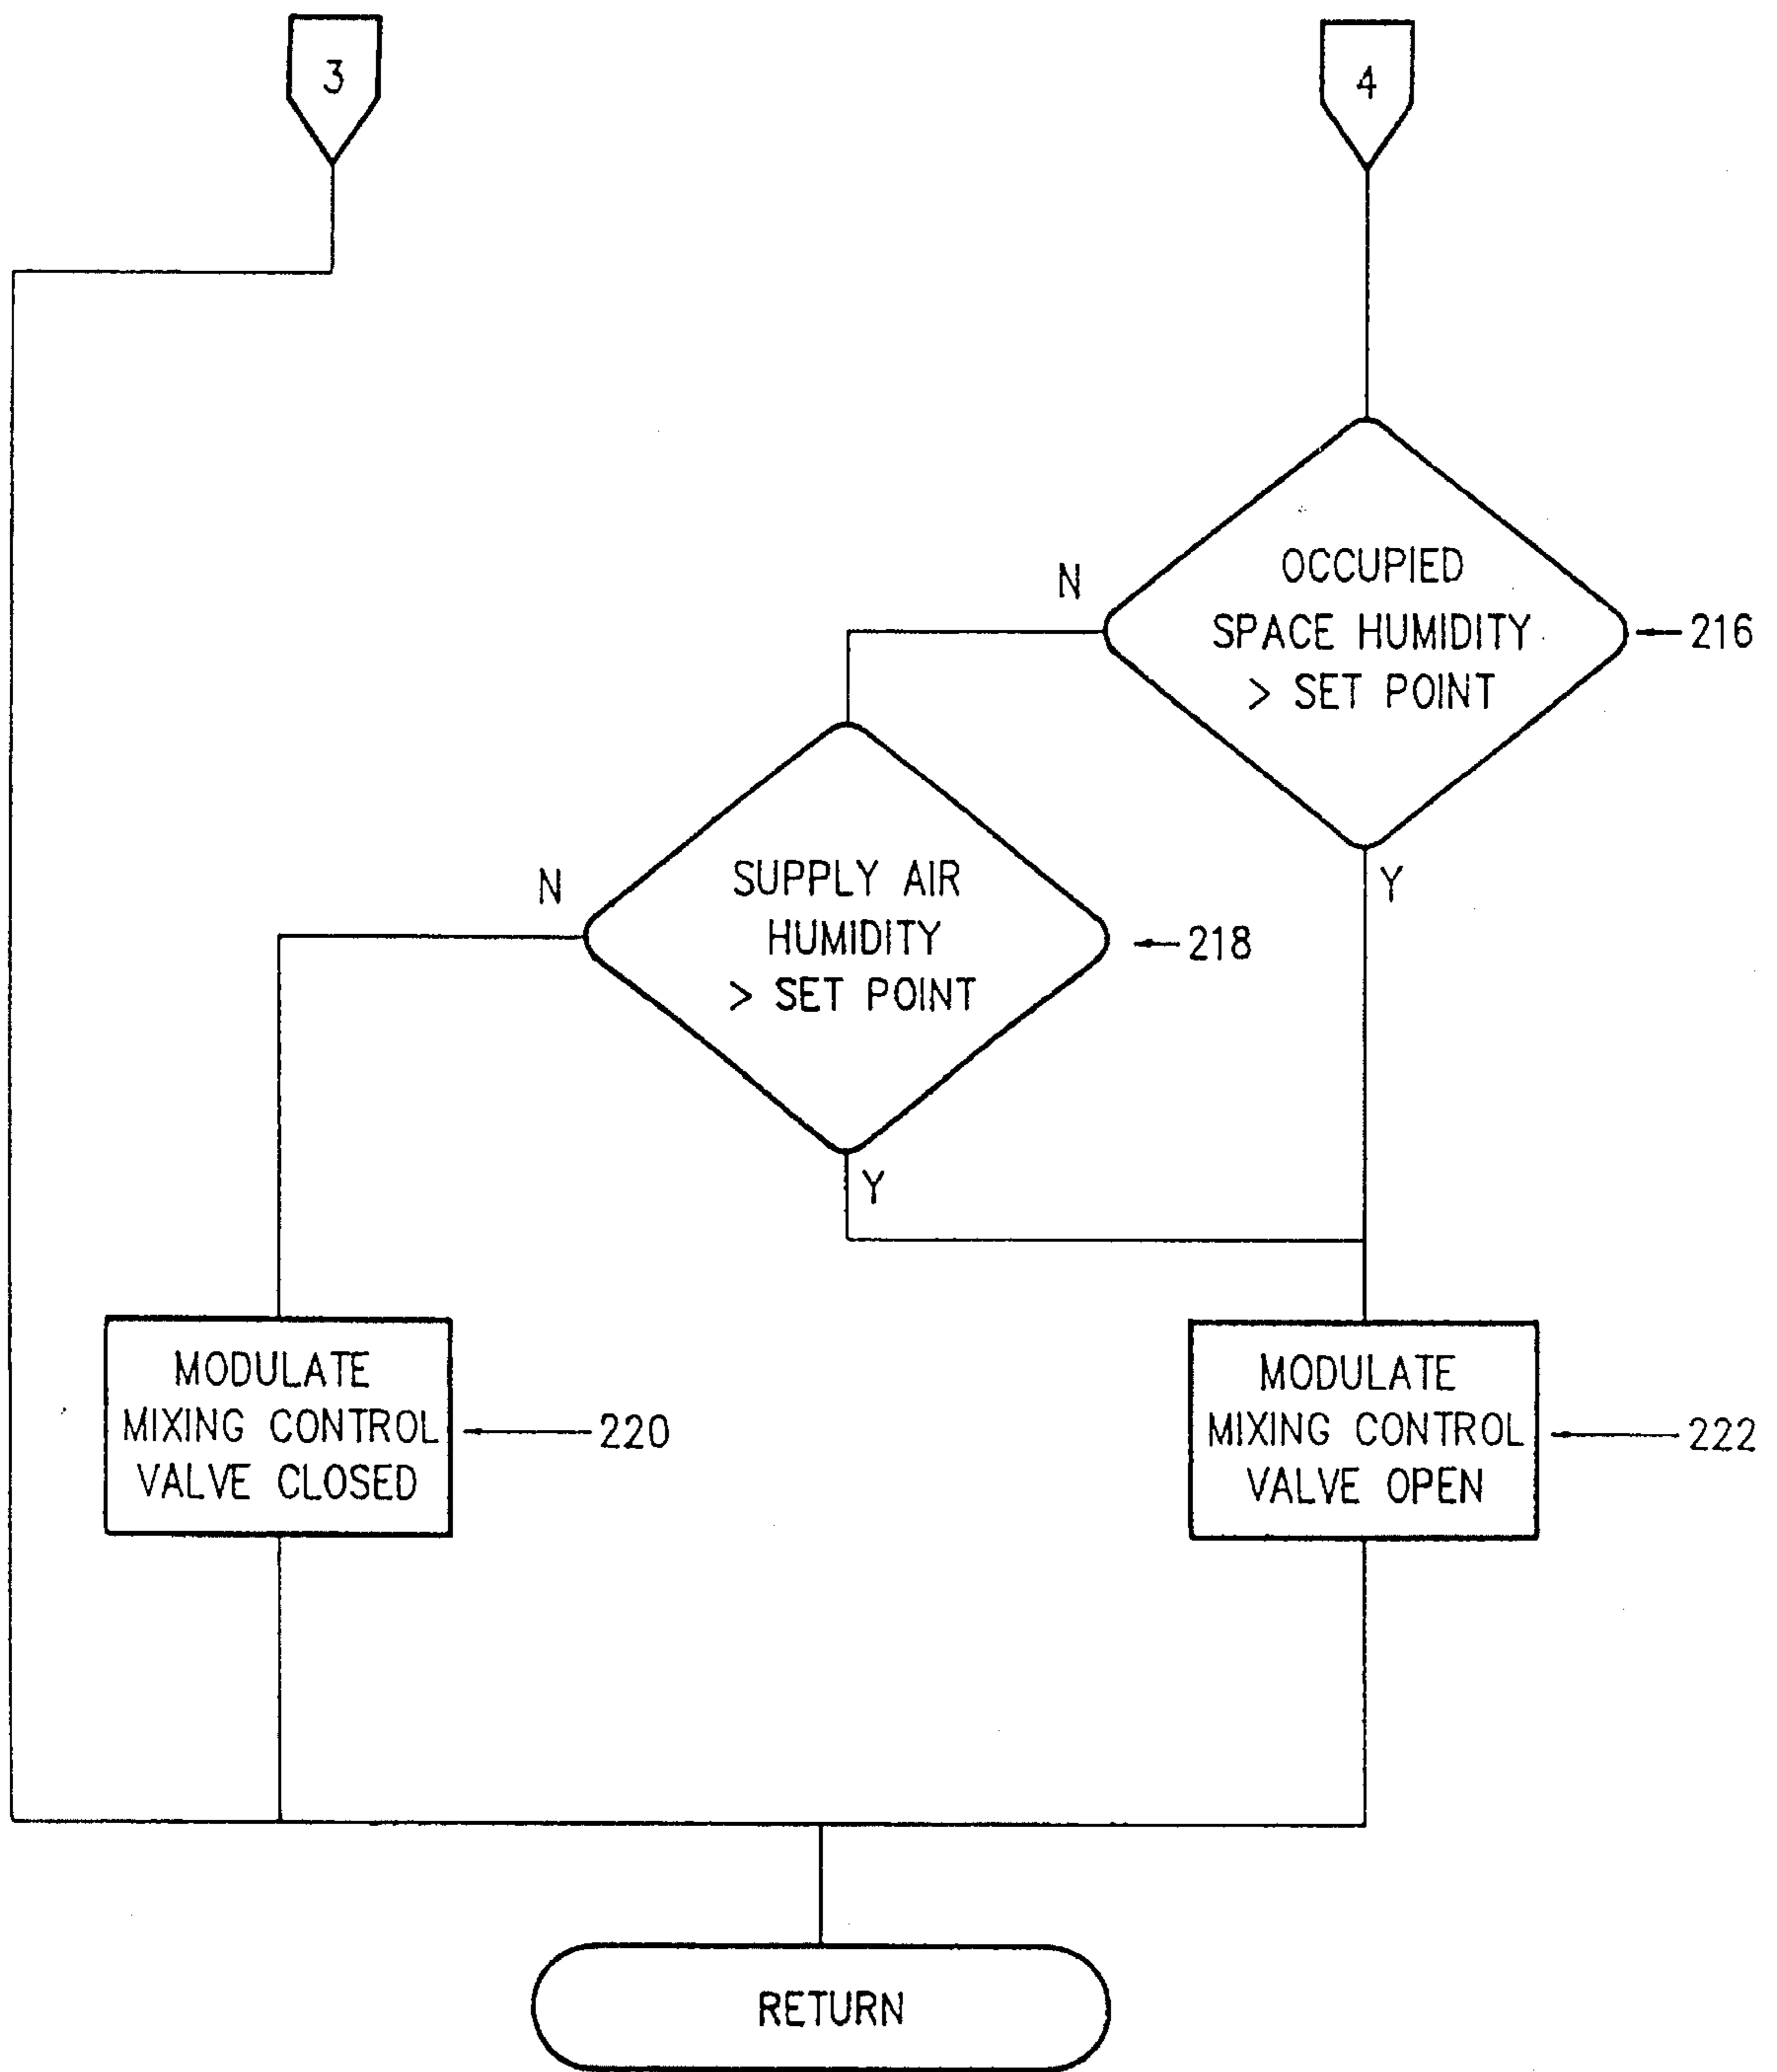 3
4
OCCUPIED
SPACE HUMIDITY
> SET POINT
216
N
Y
SUPPLY AIR
HUMIDITY
> SET POINT
218
N
Y
MODULATE
MIXING CONTROL
VALVE CLOSED
220
MODULATE
MIXING CONTROL
VALVE OPEN
222
RETURN